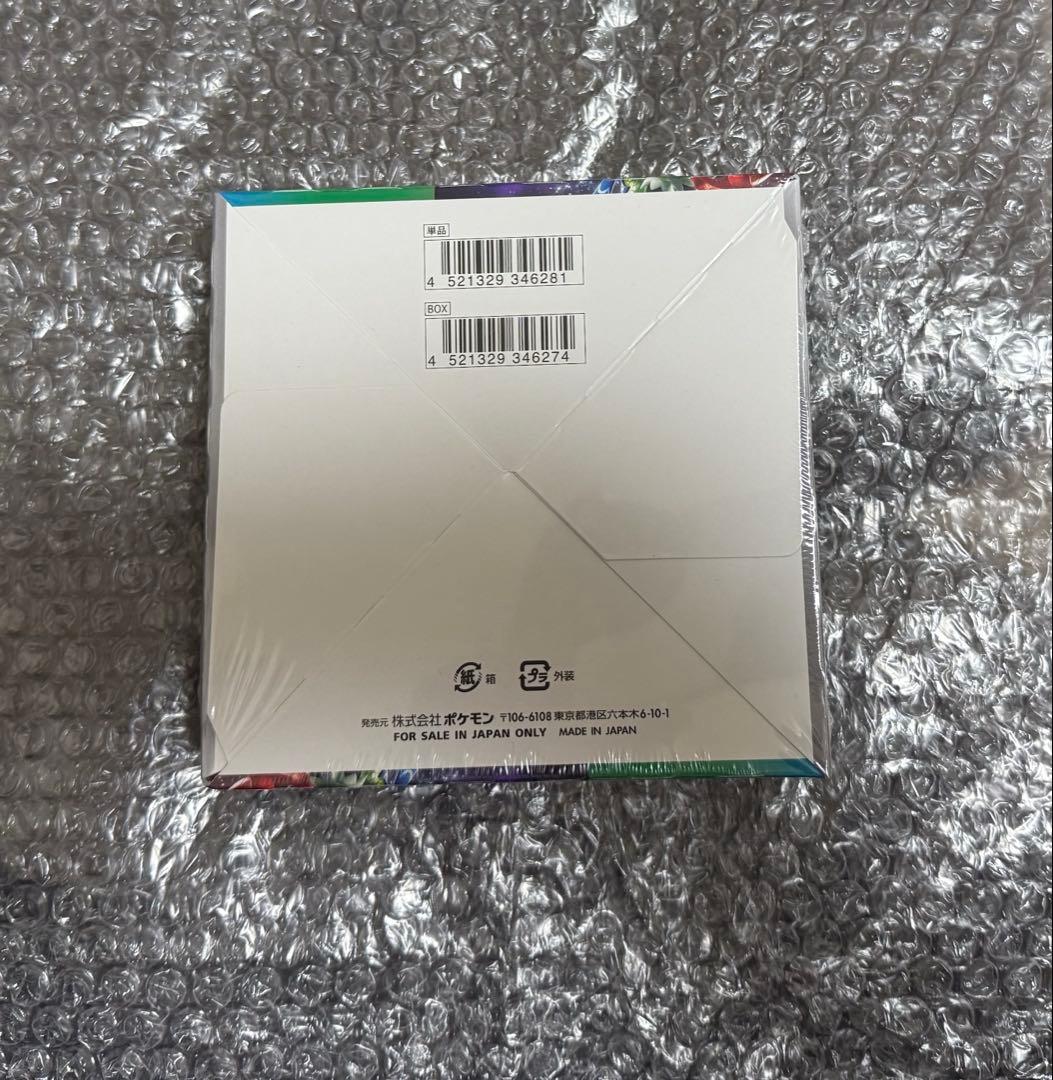 単品
4 521329 346281
BOX
4 521329 346274
紙 箱 プラ 外装
発売元 株式会社ポケモン 〒106-6108 東京都港区六本木6-10-1
FOR SALE IN JAPAN ONLY MADE IN JAPAN